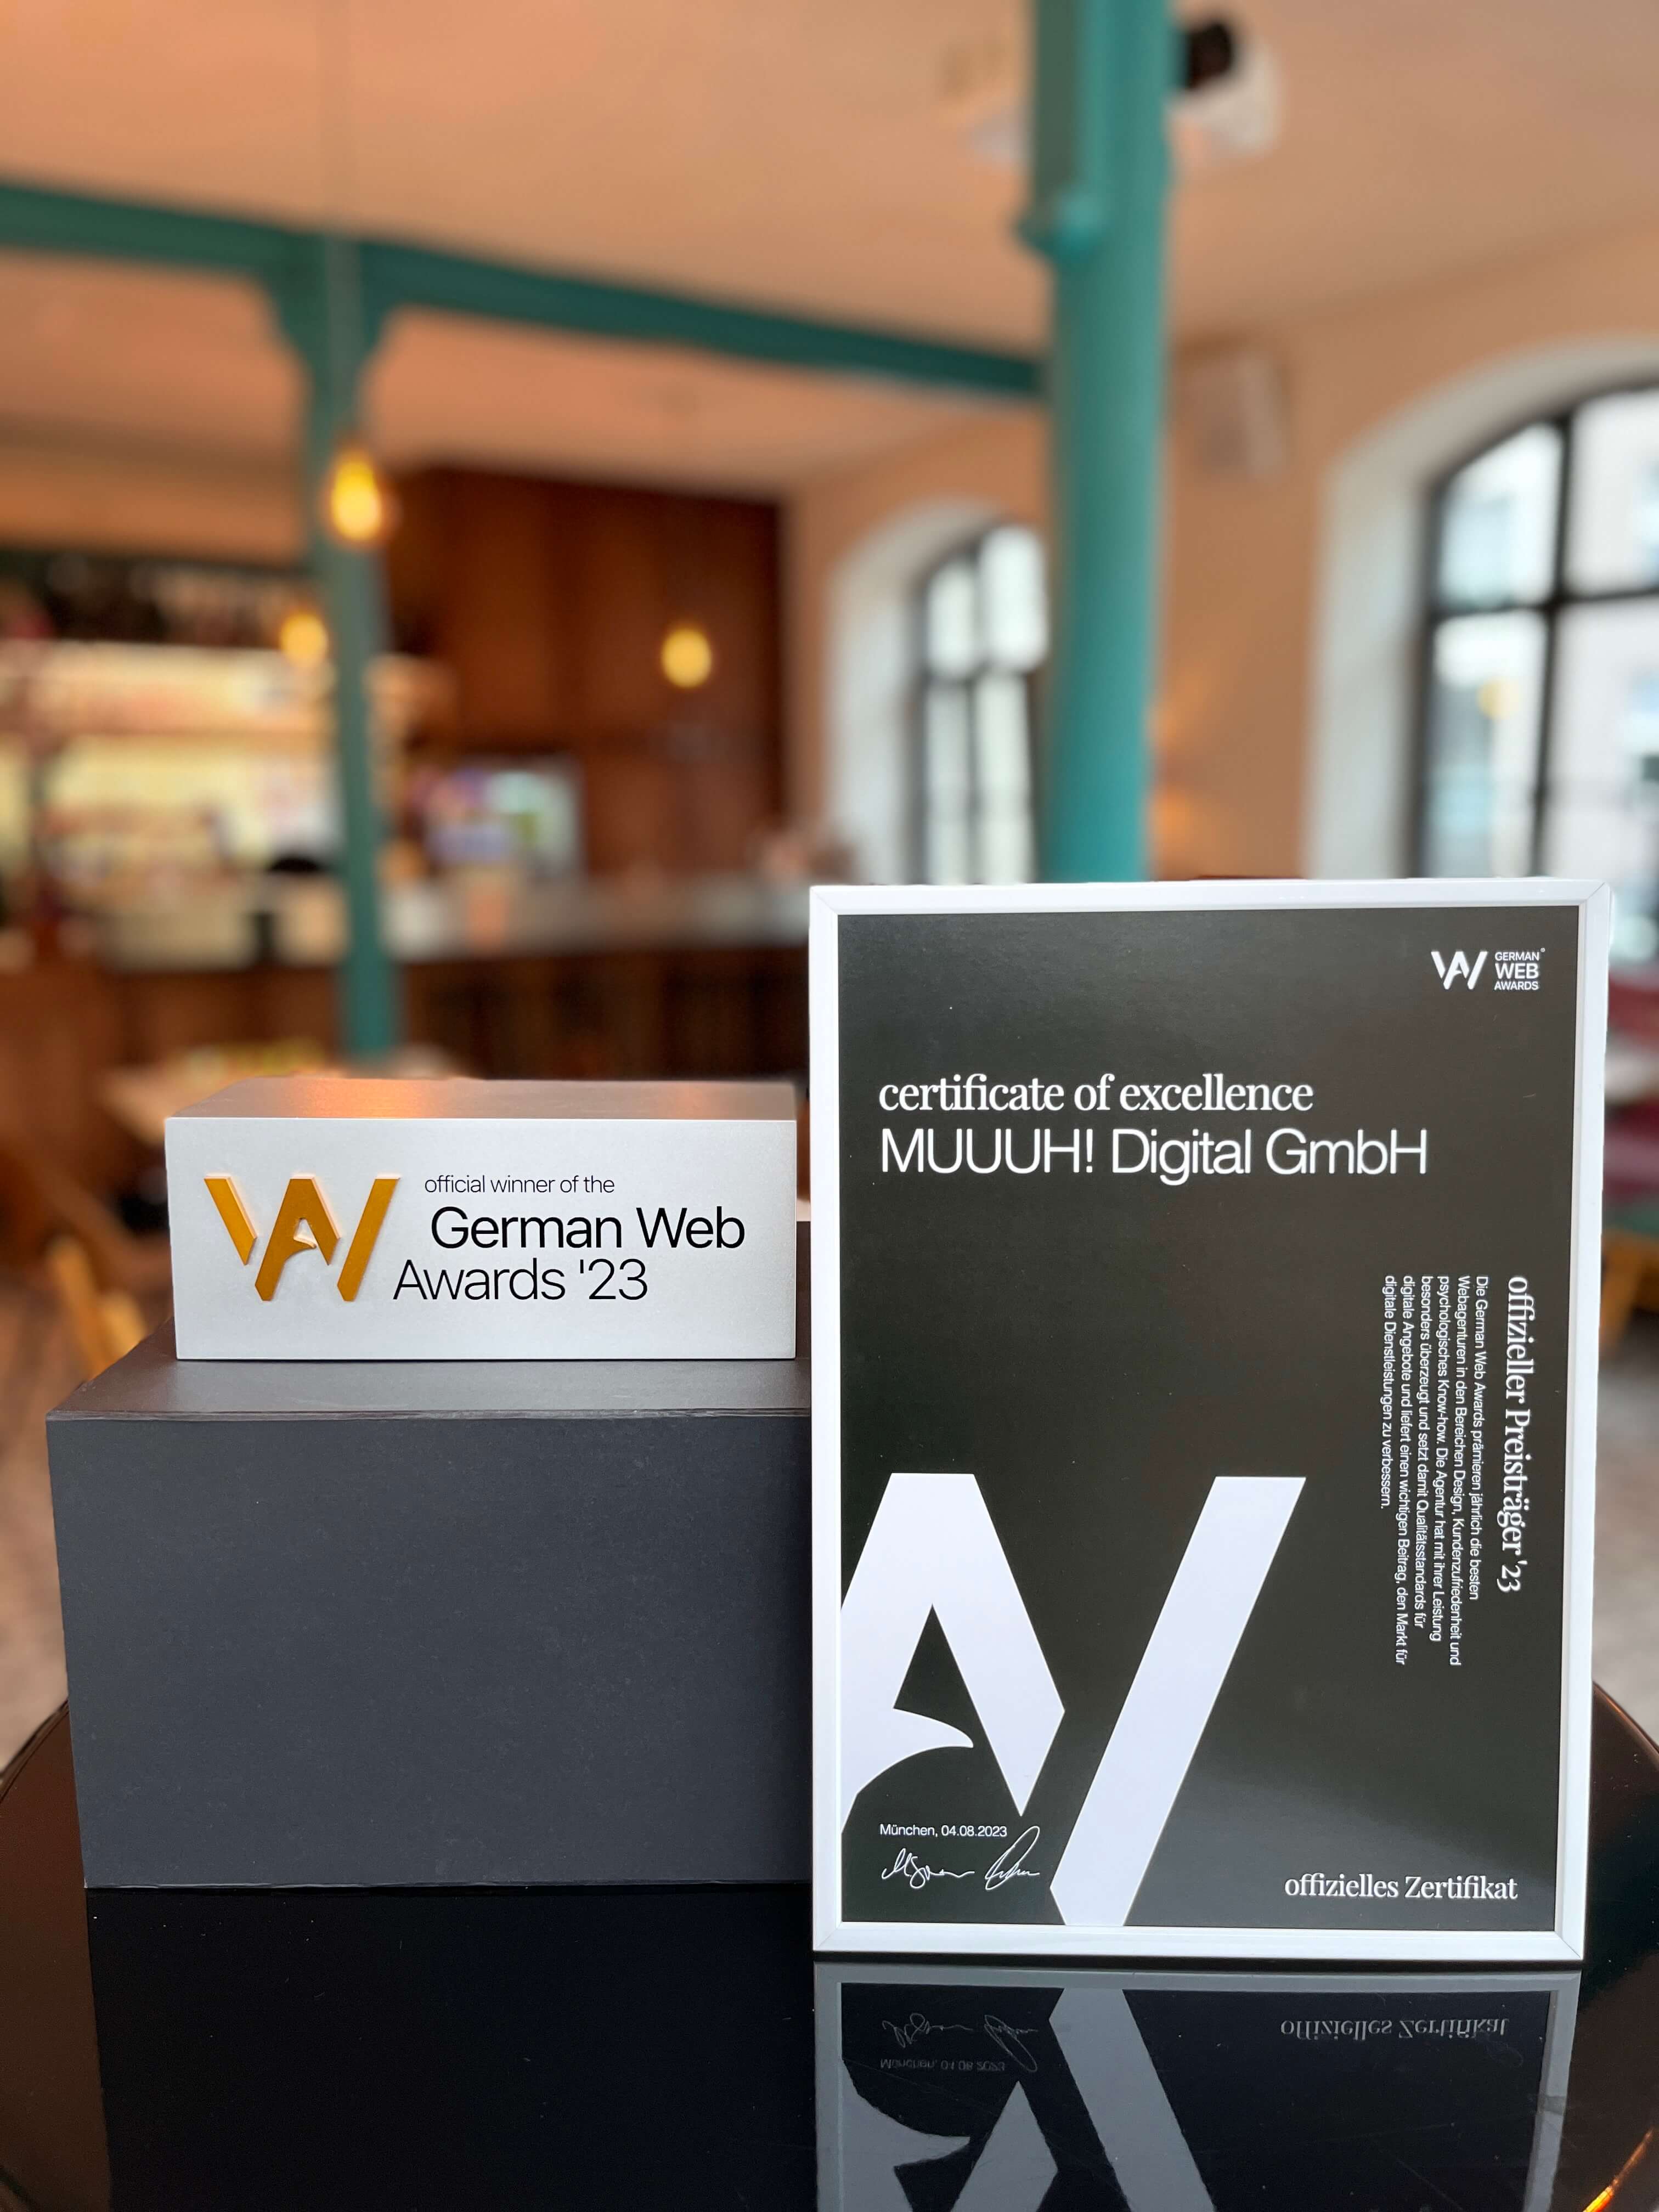 official winner of the
German Web
Awards '23
GERMAN
WEB
AWARDS
certificate of excellence
MUUUH! Digital GmbH
offizieller Preisträger '23
Die German Web Awards prämieren jährlich die besten
Webagenturen in den Bereichen Design, Kundenzufriedenheit und
psychologisches Know-how. Die Agentur hat mit ihrer Leistung
besonders überzeugt und setzt damit Qualitätsstandards für
digitale Angebote und liefert einen wichtigen Beitrag, den Markt für
digitale Dienstleistungen zu verbessern.
München, 04.08.2023
offizielles Zertifikat